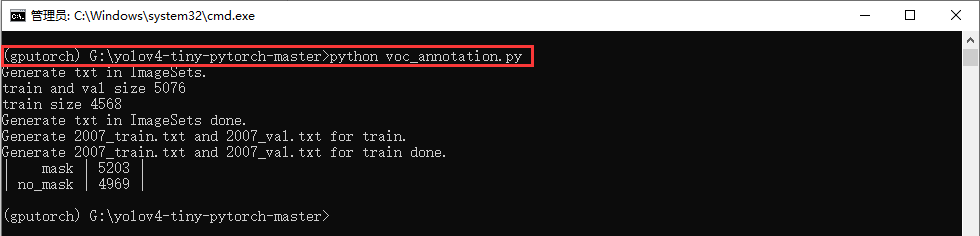 管理员: C:\Windows\system32\cmd.exe
(gputorch) G:\yolov4-tiny-pytorch-master>python voc_annotation.py
Generate txt in ImageSets.
train and val size 5076
train size 4568
Generate txt in ImageSets done.
Generate 2007_train.txt and 2007_val.txt for train.
Generate 2007_train.txt and 2007_val.txt for train done.
|    mask | 5203 |
| no_mask | 4969 |
(gputorch) G:\yolov4-tiny-pytorch-master>